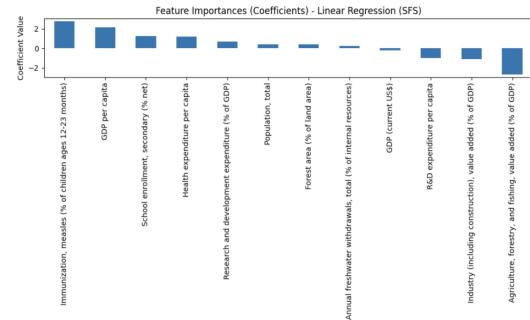 Feature Importances (Coefficients) - Linear Regression (SFS)
Coefficient Value
2
0
−2
Immunization, measles (% of children ages 12-23 months)
GDP per capita
School enrollment, secondary (% net)
Health expenditure per capita
Research and development expenditure (% of GDP)
Population, total
Forest area (% of land area)
Annual freshwater withdrawals, total (% of internal resources)
GDP (current US$)
R&D expenditure per capita
Industry (including construction), value added (% of GDP)
Agriculture, forestry, and fishing, value added (% of GDP)